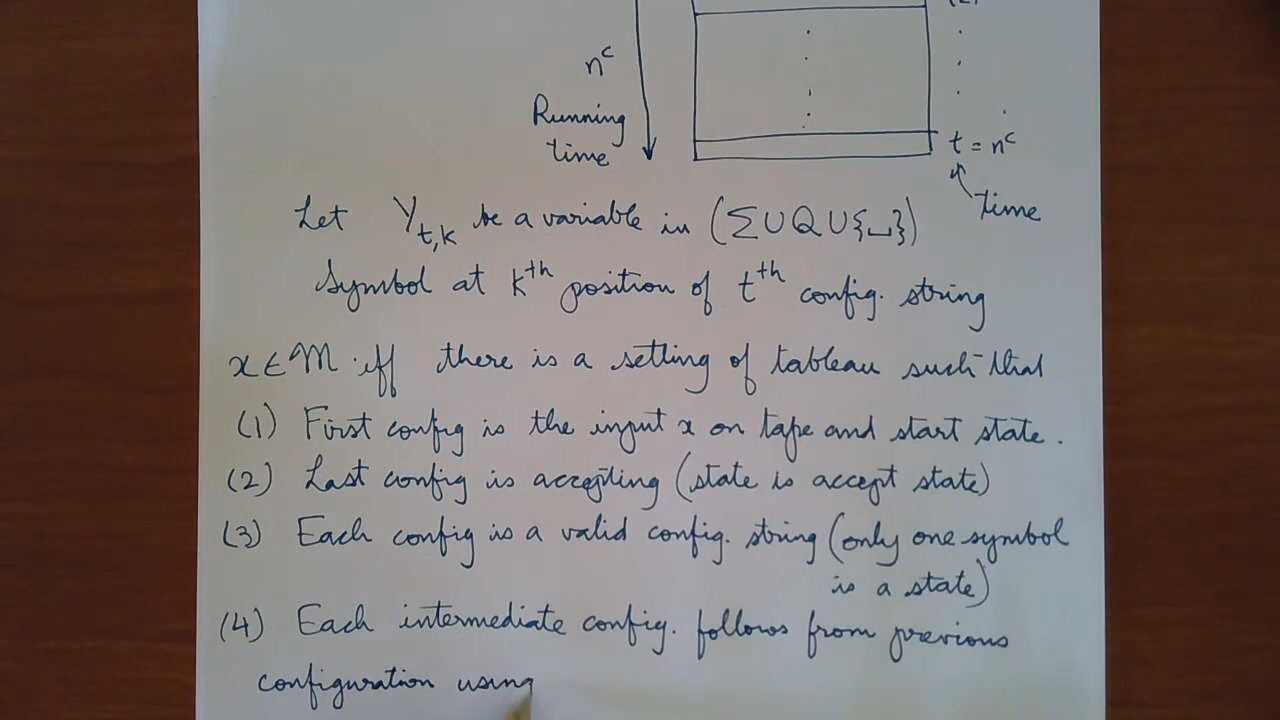 (2)
n^c
Running
time
t = n^c
time
Let Y_{t,k} be a variable in (Σ∪Q∪{⎵})
Symbol at k^th position of t^th config. string
x ∈ M iff there is a setting of tableau such that
(1) First config is the input x on tape and start state.
(2) Last config is accepting (state is accept state)
(3) Each config is a valid config. string (only one symbol
is a state)
(4) Each intermediate config. follows from previous
configuration using